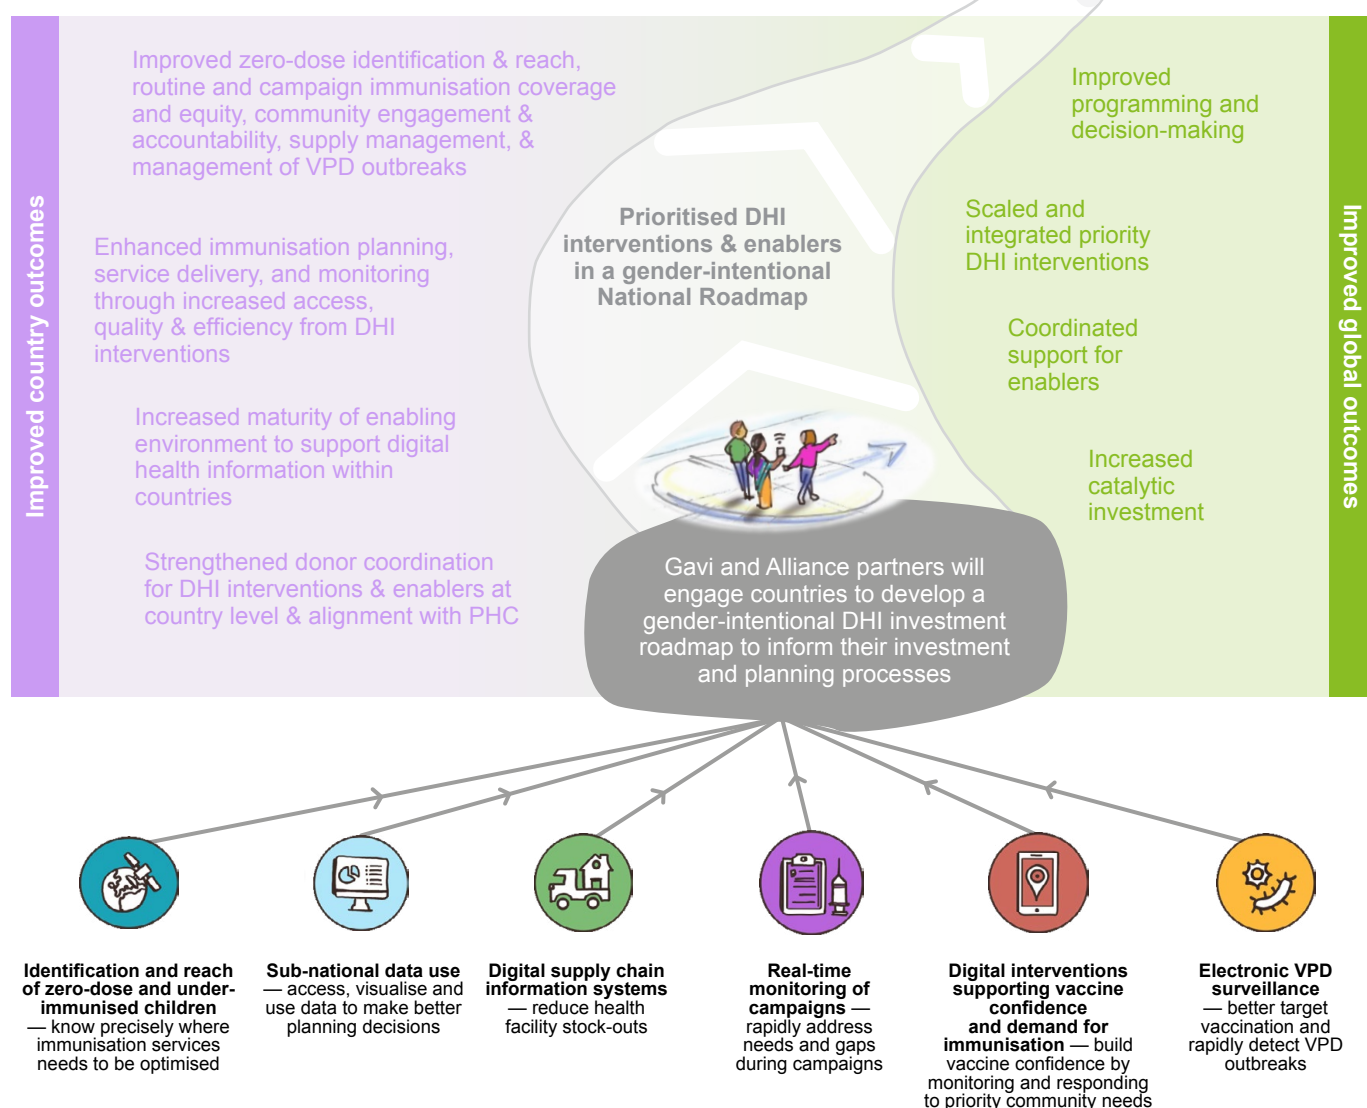 Improved country outcomes
Improved zero-dose identification & reach,
routine and campaign immunisation coverage
and equity, community engagement &
accountability, supply management, &
management of VPD outbreaks
Enhanced immunisation planning,
service delivery, and monitoring
through increased access,
quality & efficiency from DHI
interventions
Increased maturity of enabling
environment to support digital
health information within
countries
Strengthened donor coordination
for DHI interventions & enablers at
country level & alignment with PHC
Prioritised DHI
interventions & enablers
in a gender-intentional
National Roadmap
Gavi and Alliance partners will
engage countries to develop a
gender-intentional DHI investment
roadmap to inform their investment
and planning processes
Improved
programming and
decision-making
Scaled and
integrated priority
DHI interventions
Coordinated
support for
enablers
Increased
catalytic
investment
Improved global outcomes
Identification and reach
of zero-dose and under-
immunised children
— know precisely where
immunisation services
needs to be optimised
Sub-national data use
— access, visualise and
use data to make better
planning decisions
Digital supply chain
information systems
— reduce health
facility stock-outs
Real-time
monitoring of
campaigns —
rapidly address
needs and gaps
during campaigns
Digital interventions
supporting vaccine
confidence
and demand for
immunisation — build
vaccine confidence by
monitoring and responding
to priority community needs
Electronic VPD
surveillance
— better target
vaccination and
rapidly detect VPD
outbreaks